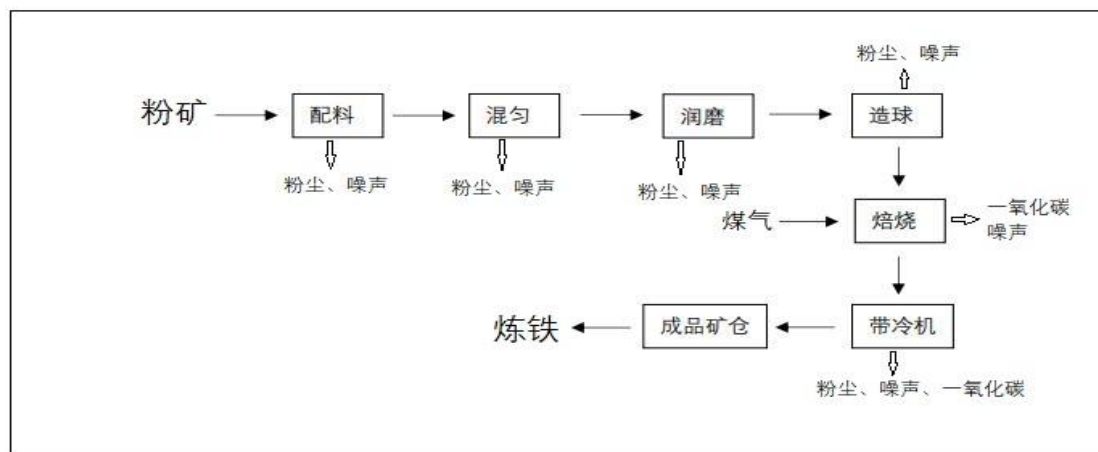 粉尘、噪声
粉矿
配料
混匀
润磨
造球
粉尘、噪声
粉尘、噪声
粉尘、噪声
煤气
焙烧
一氧化碳
噪声
炼铁
成品矿仓
带冷机
粉尘、噪声、一氧化碳